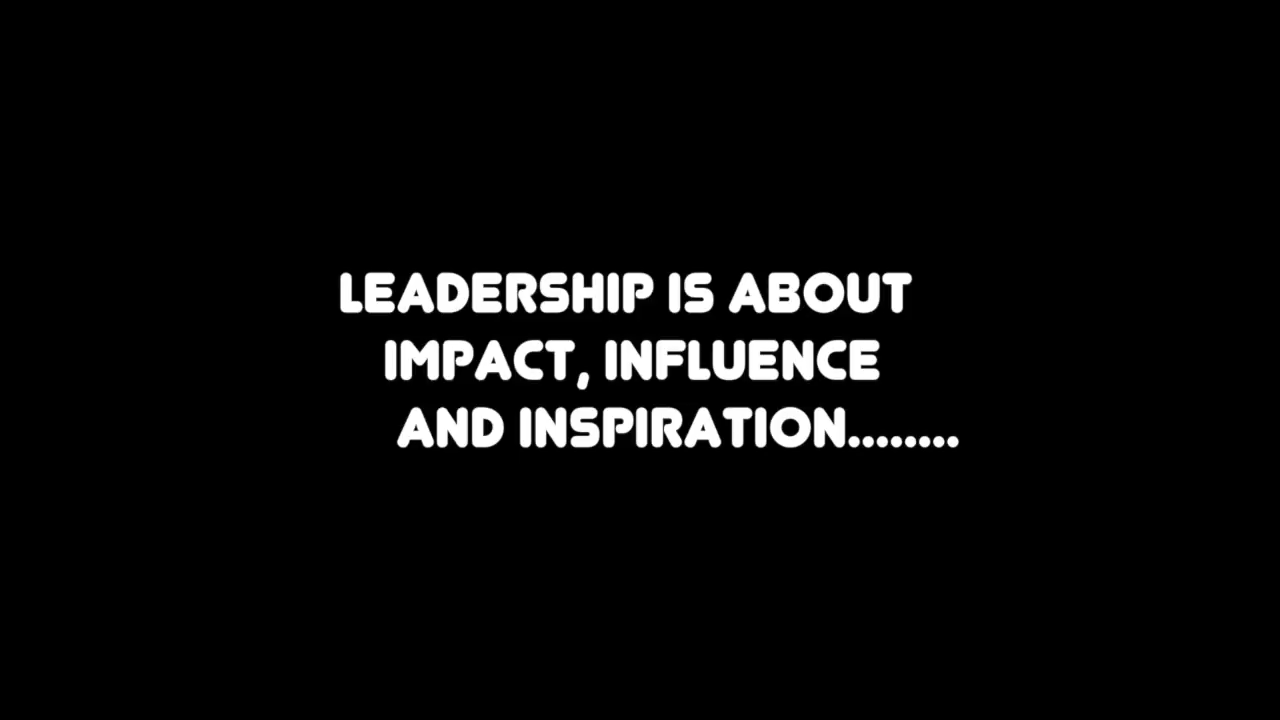 LEADERSHIP IS ABOUT
IMPACT, INFLUENCE
AND INSPIRATION........